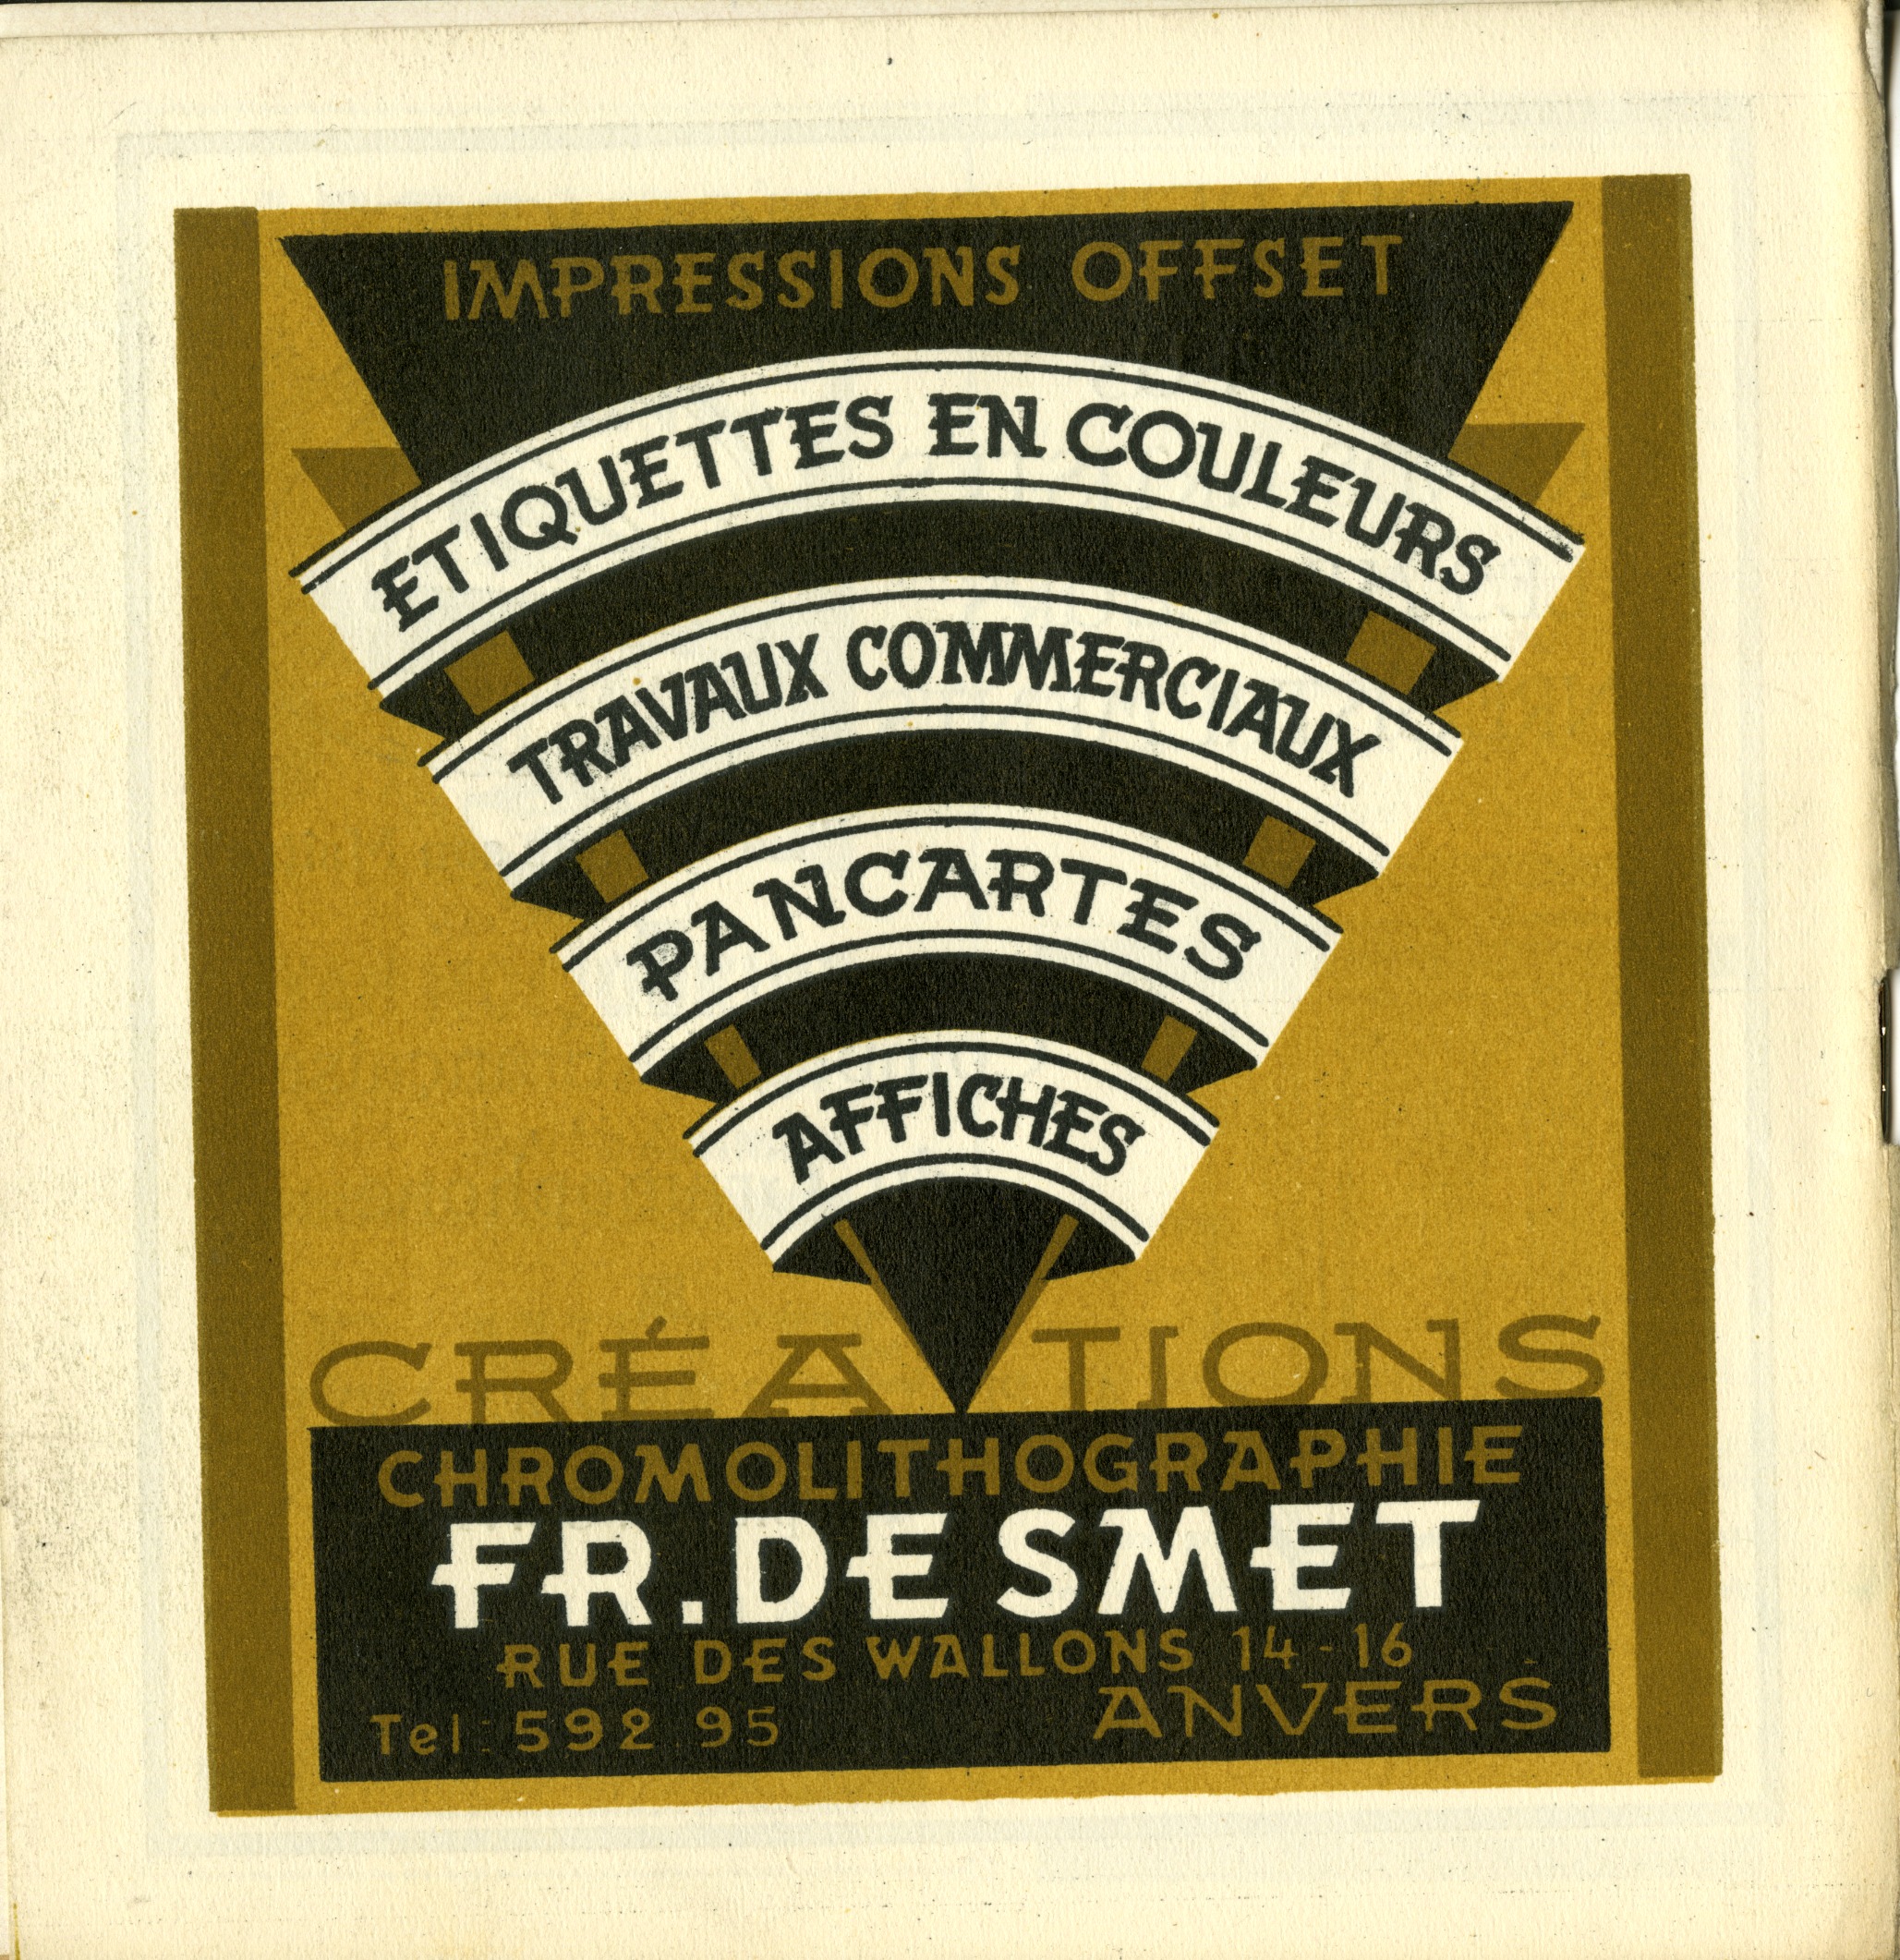 IMPRESSIONS OFFSET
ETIQUETTES EN COULEURS
TRAVAUX COMMERCIAUX
PANCARTES
AFFICHES
CRÉATIONS
CHROMOLITHOGRAPHIE
FR. DE SMET
RUE DES WALLONS 14-16
Tel: 592.95 ANVERS